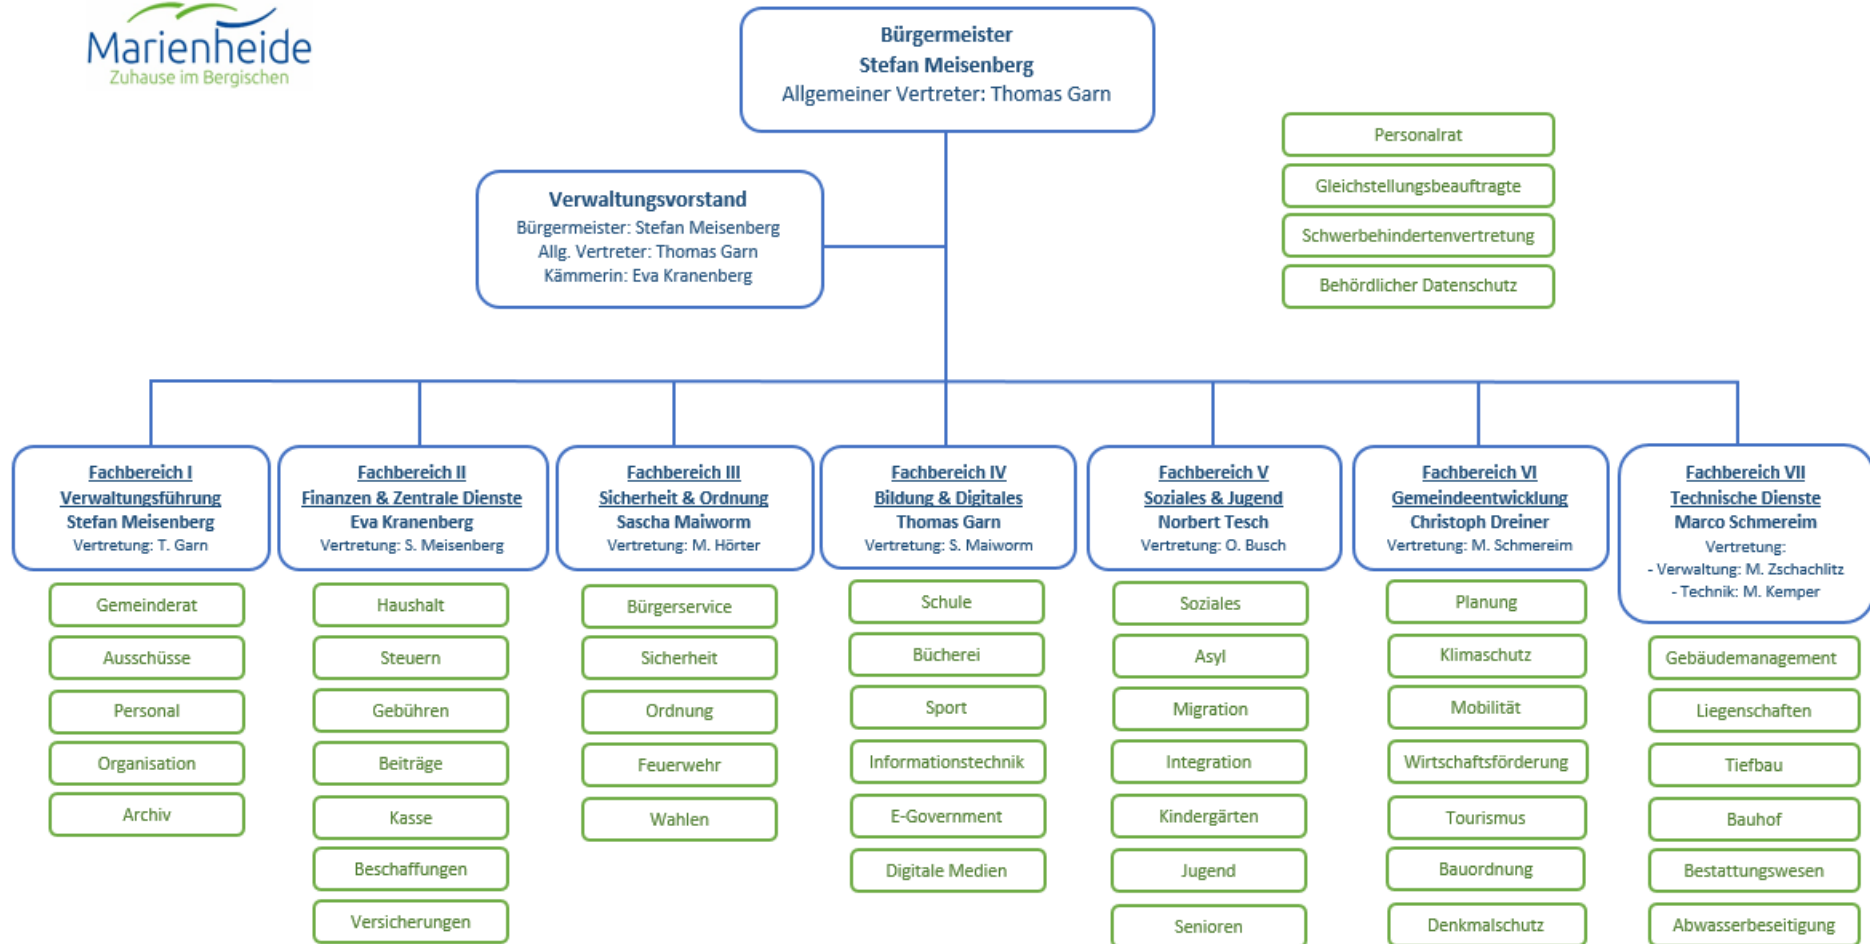 Marienheide
Zuhause im Bergischen
Bürgermeister
Stefan Meisenberg
Allgemeiner Vertreter: Thomas Garn
Personalrat
Gleichstellungsbeauftragte
Schwerbehindertenvertretung
Behördlicher Datenschutz
Verwaltungsvorstand
Bürgermeister: Stefan Meisenberg
Allg. Vertreter: Thomas Garn
Kämmerin: Eva Kranenberg
Fachbereich I
Verwaltungsführung
Stefan Meisenberg
Vertretung: T. Garn
Gemeinderat
Ausschüsse
Personal
Organisation
Archiv
Fachbereich II
Finanzen & Zentrale Dienste
Eva Kranenberg
Vertretung: S. Meisenberg
Haushalt
Steuern
Gebühren
Beiträge
Kasse
Beschaffungen
Versicherungen
Fachbereich III
Sicherheit & Ordnung
Sascha Maiworm
Vertretung: M. Hörter
Bürgerservice
Sicherheit
Ordnung
Feuerwehr
Wahlen
Fachbereich IV
Bildung & Digitales
Thomas Garn
Vertretung: S. Maiworm
Schule
Bücherei
Sport
Informationstechnik
E-Government
Digitale Medien
Fachbereich V
Soziales & Jugend
Norbert Tesch
Vertretung: O. Busch
Soziales
Asyl
Migration
Integration
Kindergärten
Jugend
Senioren
Fachbereich VI
Gemeindeentwicklung
Christoph Dreiner
Vertretung: M. Schmereim
Planung
Klimaschutz
Mobilität
Wirtschaftsförderung
Tourismus
Bauordnung
Denkmalschutz
Fachbereich VII
Technische Dienste
Marco Schmereim
Vertretung:
- Verwaltung: M. Zschachlitz
- Technik: M. Kemper
Gebäudemanagement
Liegenschaften
Tiefbau
Bauhof
Bestattungswesen
Abwasserbeseitigung